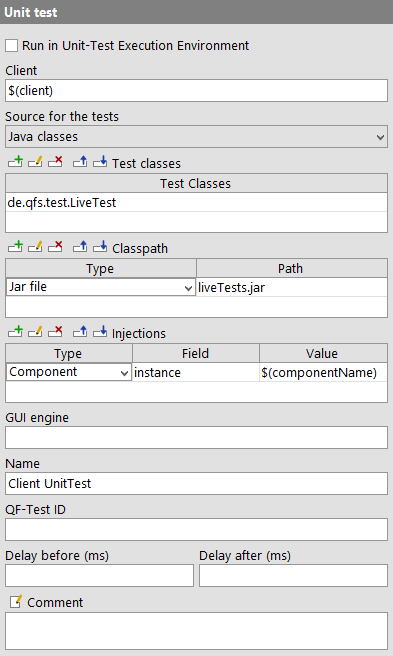 Unit test
Run in Unit-Test Execution Environment
Client
$(client)
Source for the tests
Java classes
Test classes
Test Classes
de.qfs.test.LiveTest
Classpath
Type Path
Jar file liveTests.jar
Injections
Type Field Value
Component instance $(componentName)
GUI engine
Name
Client UnitTest
QF-Test ID
Delay before (ms) Delay after (ms)
Comment